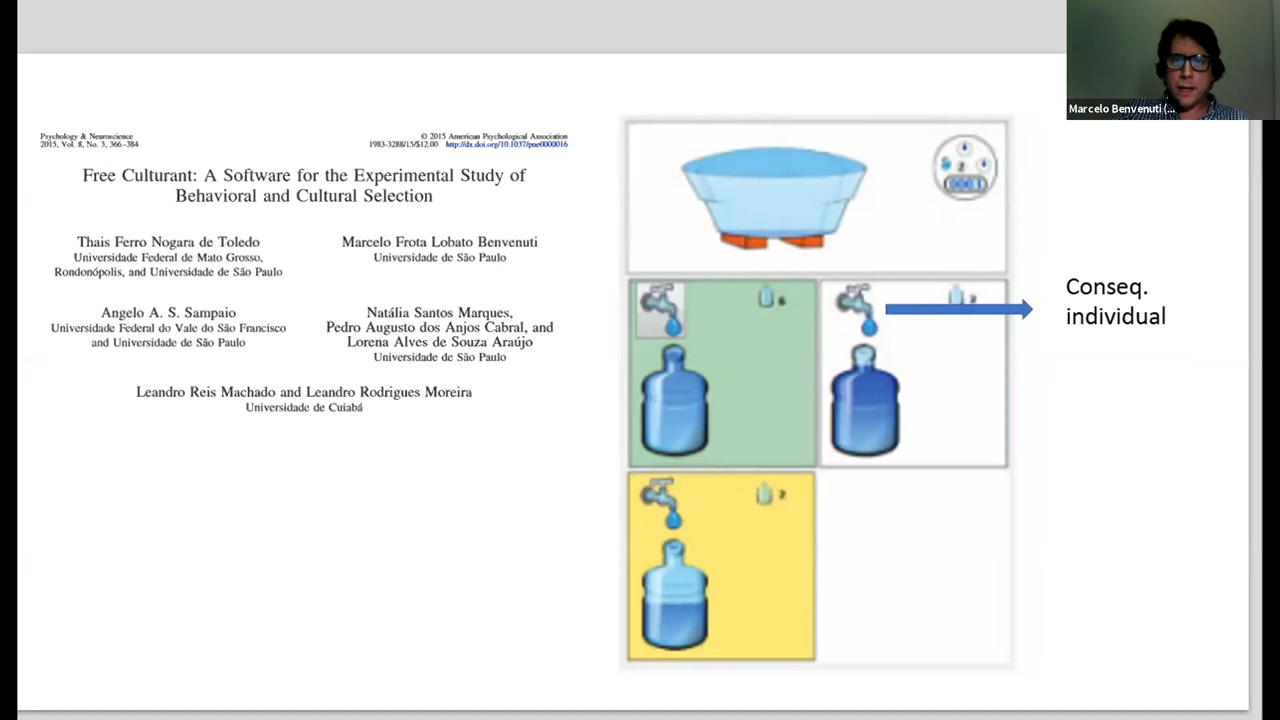 Marcelo Benvenuti (...
Psychology & Neuroscience
2015, Vol. 8, No. 3, 366–384
© 2015 American Psychological Association
1983-3288/15/$12.00 http://dx.doi.org/10.1037/pne0000016
Free Culturant: A Software for the Experimental Study of
Behavioral and Cultural Selection
Thais Ferro Nogara de Toledo
Universidade Federal de Mato Grosso,
Rondonópolis, and Universidade de São Paulo
Marcelo Frota Lobato Benvenuti
Universidade de São Paulo
Angelo A. S. Sampaio
Universidade Federal do Vale do São Francisco
and Universidade de São Paulo
Natália Santos Marques,
Pedro Augusto dos Anjos Cabral, and
Lorena Alves de Souza Araújo
Universidade de São Paulo
Leandro Reis Machado and Leandro Rodrigues Moreira
Universidade de Cuiabá
6
Conseq.
individual